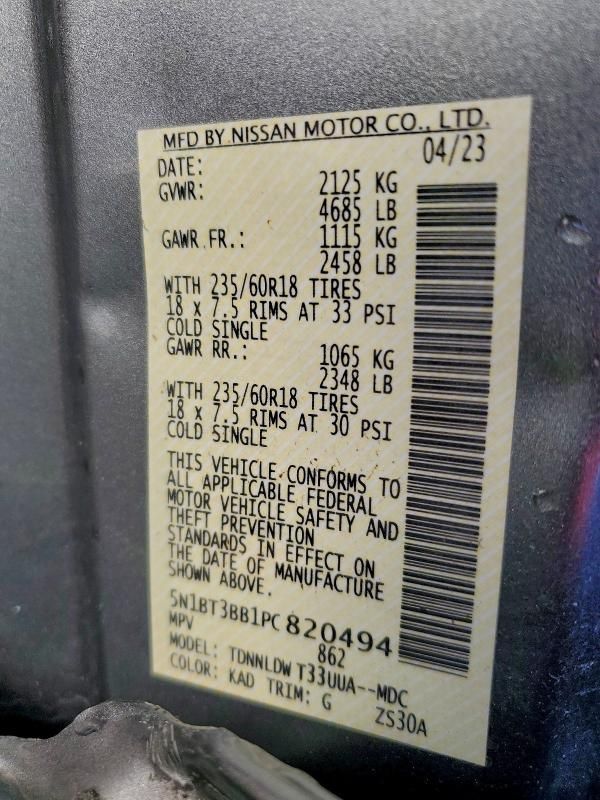 MFD BY NISSAN MOTOR CO., LTD.
DATE: 04/23
GVWR: 2125 KG
4685 LB
GAWR FR.: 1115 KG
2458 LB
WITH 235/60R18 TIRES
18 x 7.5 RIMS AT 33 PSI
COLD SINGLE
GAWR RR.: 1065 KG
2348 LB
WITH 235/60R18 TIRES
18 x 7.5 RIMS AT 30 PSI
COLD SINGLE
THIS VEHICLE CONFORMS TO
ALL APPLICABLE FEDERAL
MOTOR VEHICLE SAFETY AND
THEFT PREVENTION
STANDARDS IN EFFECT ON
THE DATE OF MANUFACTURE
SHOWN ABOVE.
5N1BT3BB1PC820494
MPV 862
MODEL: TDNNLDW T33UUA--MDC
COLOR: KAD TRIM: G ZS30A